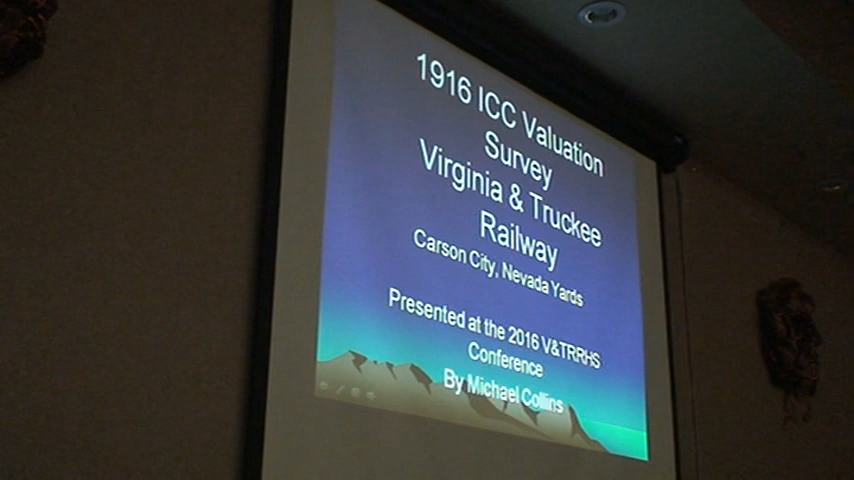 1916 ICC Valuation
Survey
Virginia & Truckee
Railway
Carson City, Nevada Yards
Presented at the 2016 V&TRRHS
Conference
By Michael Collins